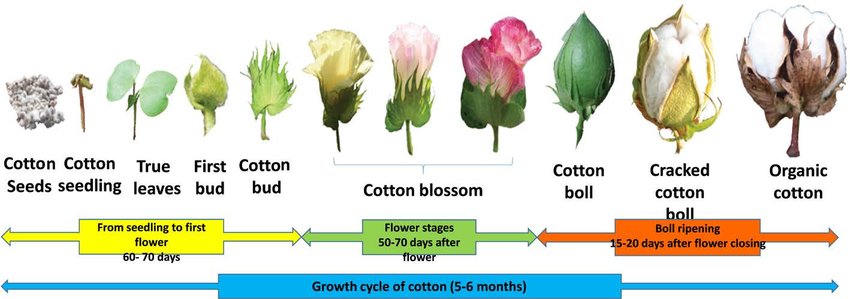 Cotton
Seeds
Cotton
seedling
True
leaves
First
bud
Cotton
bud
Cotton blossom
Cotton
boll
Cracked
cotton
boll
Organic
cotton
From seedling to first
flower
60- 70 days
Flower stages
50-70 days after
flower
Boll ripening
15-20 days after flower closing
Growth cycle of cotton (5-6 months)